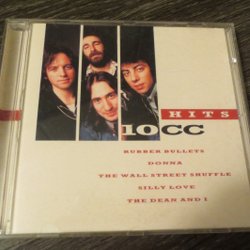 HITS
10CC
RUBBER BULLETS
DONNA
THE WALL STREET SHUFFLE
SILLY LOVE
THE DEAN AND I